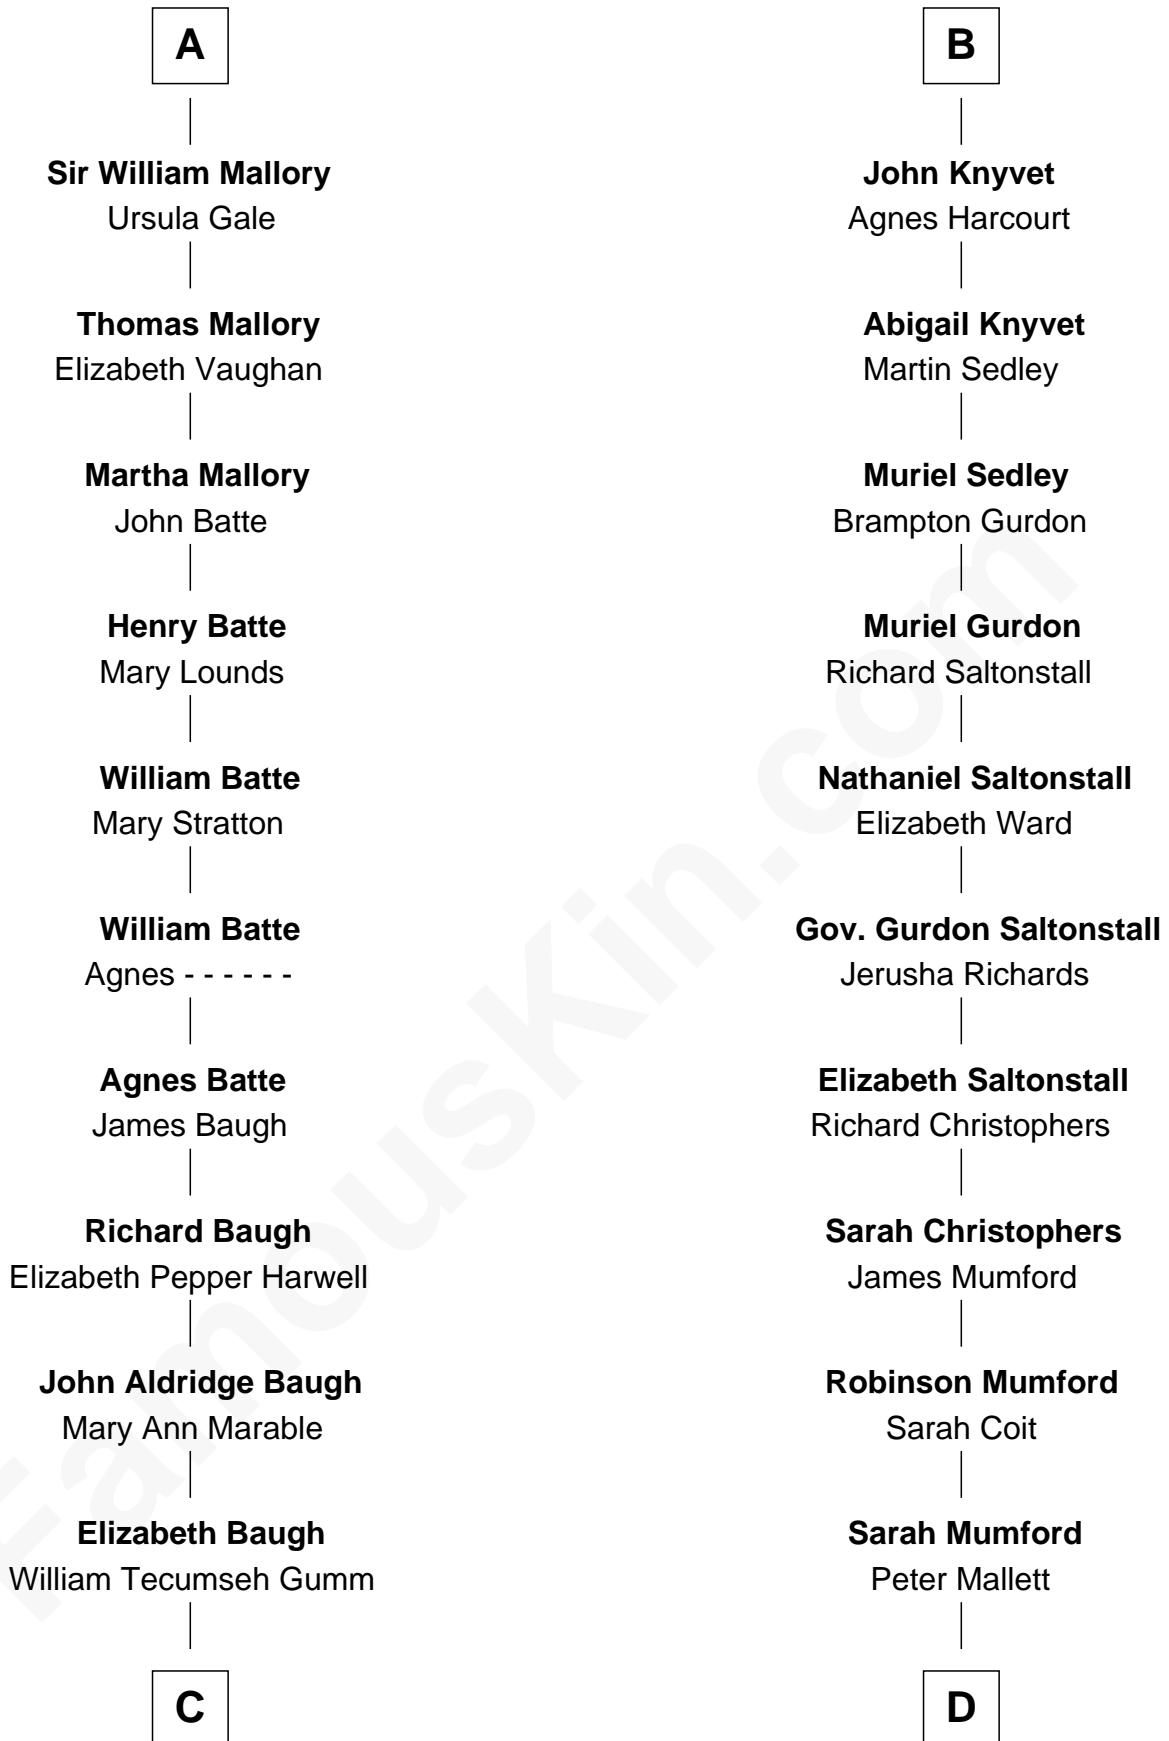 A
Sir William Mallory
Ursula Gale
Thomas Mallory
Elizabeth Vaughan
Martha Mallory
John Batte
Henry Batte
Mary Lounds
William Batte
Mary Stratton
William Batte
Agnes - - - - - -
Agnes Batte
James Baugh
Richard Baugh
Elizabeth Pepper Harwell
John Aldridge Baugh
Mary Ann Marable
Elizabeth Baugh
William Tecumseh Gumm
C
B
John Knyvet
Agnes Harcourt
Abigail Knyvet
Martin Sedley
Muriel Sedley
Brampton Gurdon
Muriel Gurdon
Richard Saltonstall
Nathaniel Saltonstall
Elizabeth Ward
Gov. Gurdon Saltonstall
Jerusha Richards
Elizabeth Saltonstall
Richard Christophers
Sarah Christophers
James Mumford
Robinson Mumford
Sarah Coit
Sarah Mumford
Peter Mallett
D
FamousKin.com